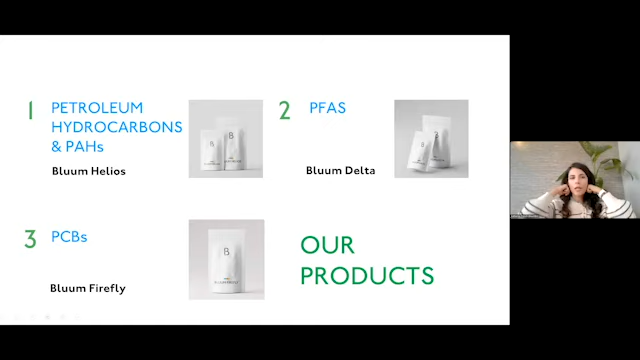 1
PETROLEUM
HYDROCARBONS
& PAHs
Bluum Helios
B
2
PFAS
Bluum Delta
B
3
PCBs
Bluum Firefly
B
OUR
PRODUCTS